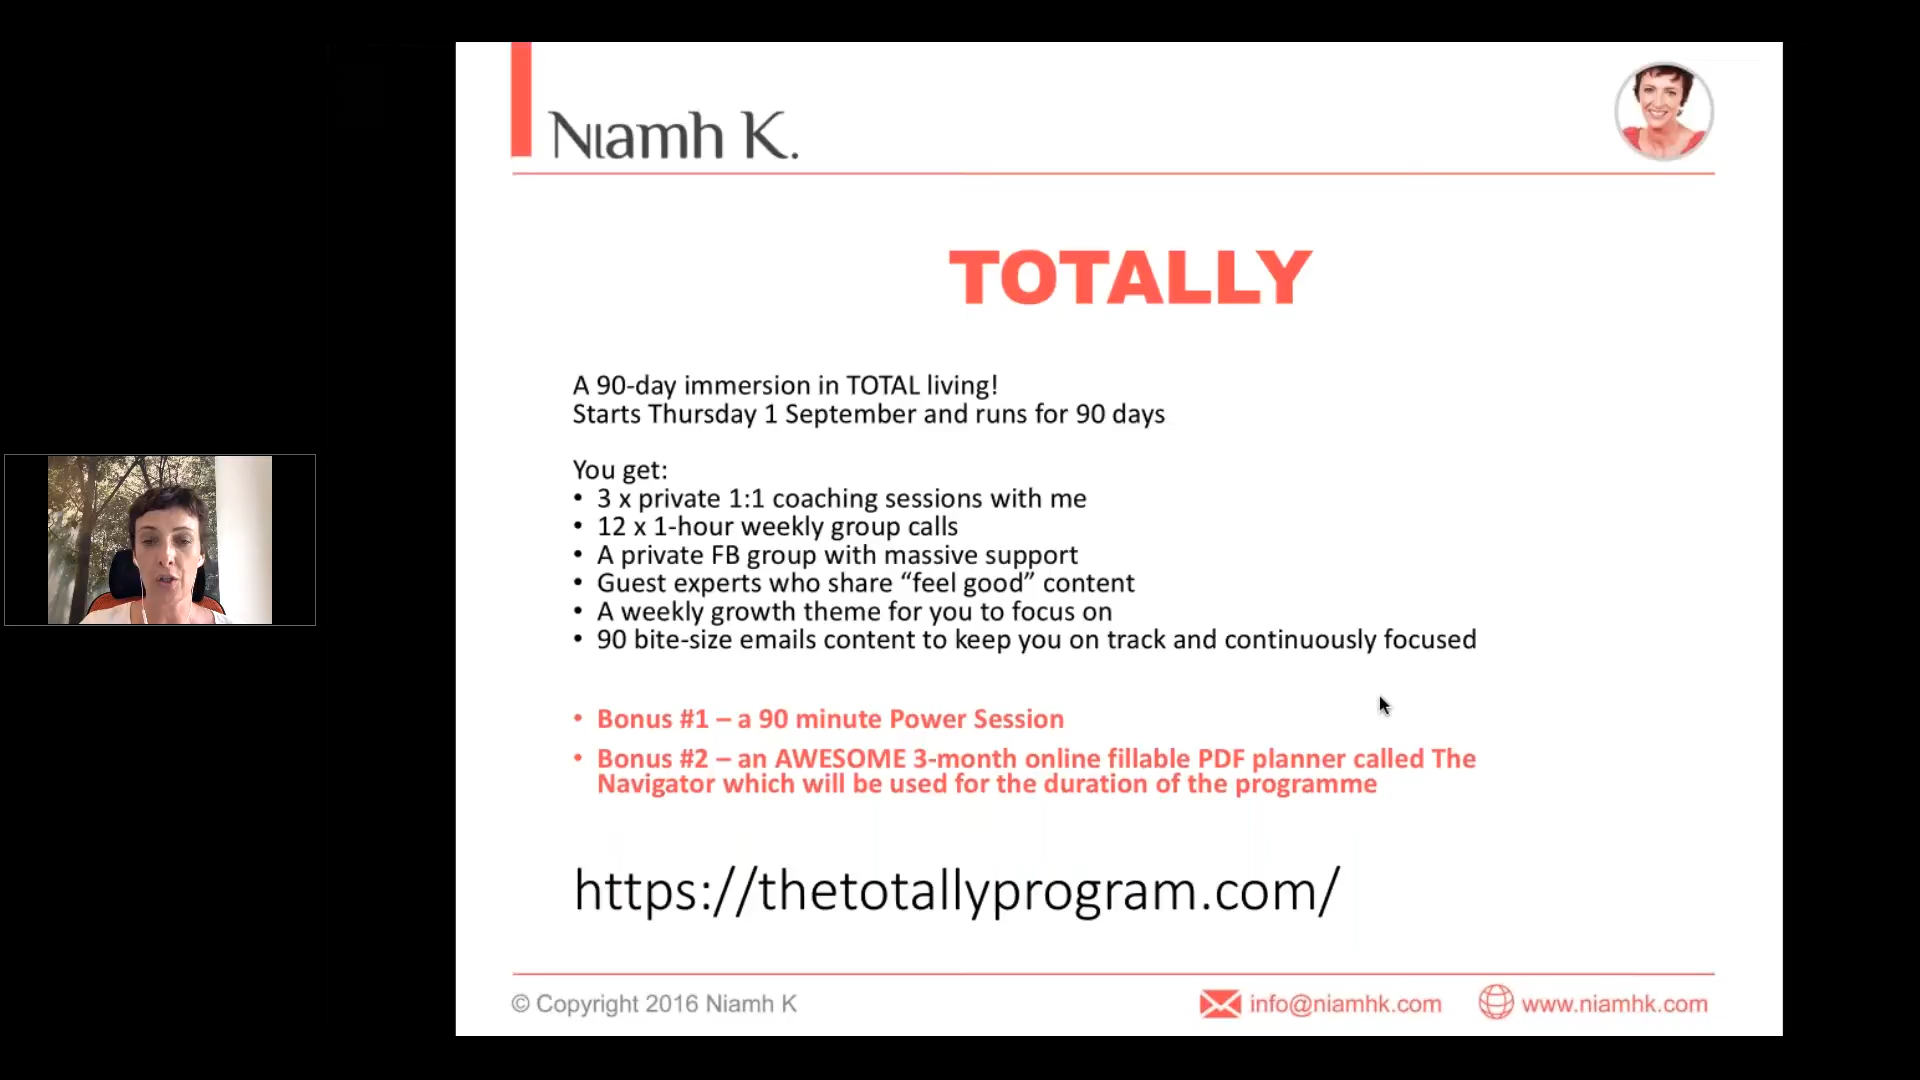 Niamh K.
TOTALLY
A 90-day immersion in TOTAL living!
Starts Thursday 1 September and runs for 90 days
You get:
• 3 x private 1:1 coaching sessions with me
• 12 x 1-hour weekly group calls
• A private FB group with massive support
• Guest experts who share “feel good” content
• A weekly growth theme for you to focus on
• 90 bite-size emails content to keep you on track and continuously focused
• Bonus #1 – a 90 minute Power Session
• Bonus #2 – an AWESOME 3-month online fillable PDF planner called The
Navigator which will be used for the duration of the programme
https://thetotallyprogram.com/
© Copyright 2016 Niamh K
info@niamhk.com
www.niamhk.com